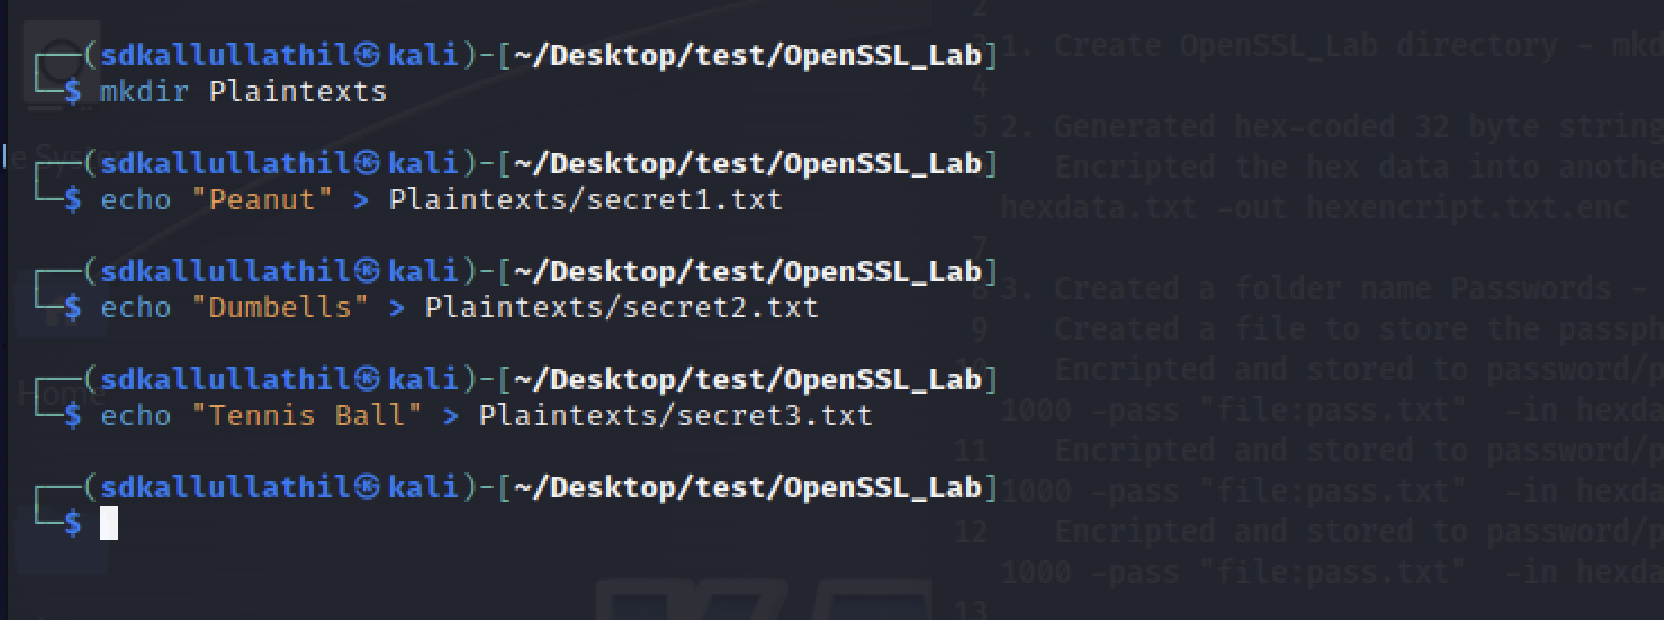 ┌──(sdkallullathil㉿kali)-[~/Desktop/test/OpenSSL_Lab]
└─$ mkdir Plaintexts
┌──(sdkallullathil㉿kali)-[~/Desktop/test/OpenSSL_Lab]
└─$ echo "Peanut" > Plaintexts/secret1.txt
┌──(sdkallullathil㉿kali)-[~/Desktop/test/OpenSSL_Lab]
└─$ echo "Dumbells" > Plaintexts/secret2.txt
┌──(sdkallullathil㉿kali)-[~/Desktop/test/OpenSSL_Lab]
└─$ echo "Tennis Ball" > Plaintexts/secret3.txt
┌──(sdkallullathil㉿kali)-[~/Desktop/test/OpenSSL_Lab]
└─$
Home
2
1. Create OpenSSL_Lab directory - mkd
4
5 2. Generated hex-coded 32 byte string
Encripted the hex data into anothe
hexdata.txt -out hexencript.txt.enc
7
8 3. Created a folder name Passwords -
9 Created a file to store the passph
10 Encripted and stored to password/p
1000 -pass "file:pass.txt" -in hexda
11 Encripted and stored to password/p
1000 -pass "file:pass.txt" -in hexda
12 Encripted and stored to password/p
1000 -pass "file:pass.txt" -in hexda
13